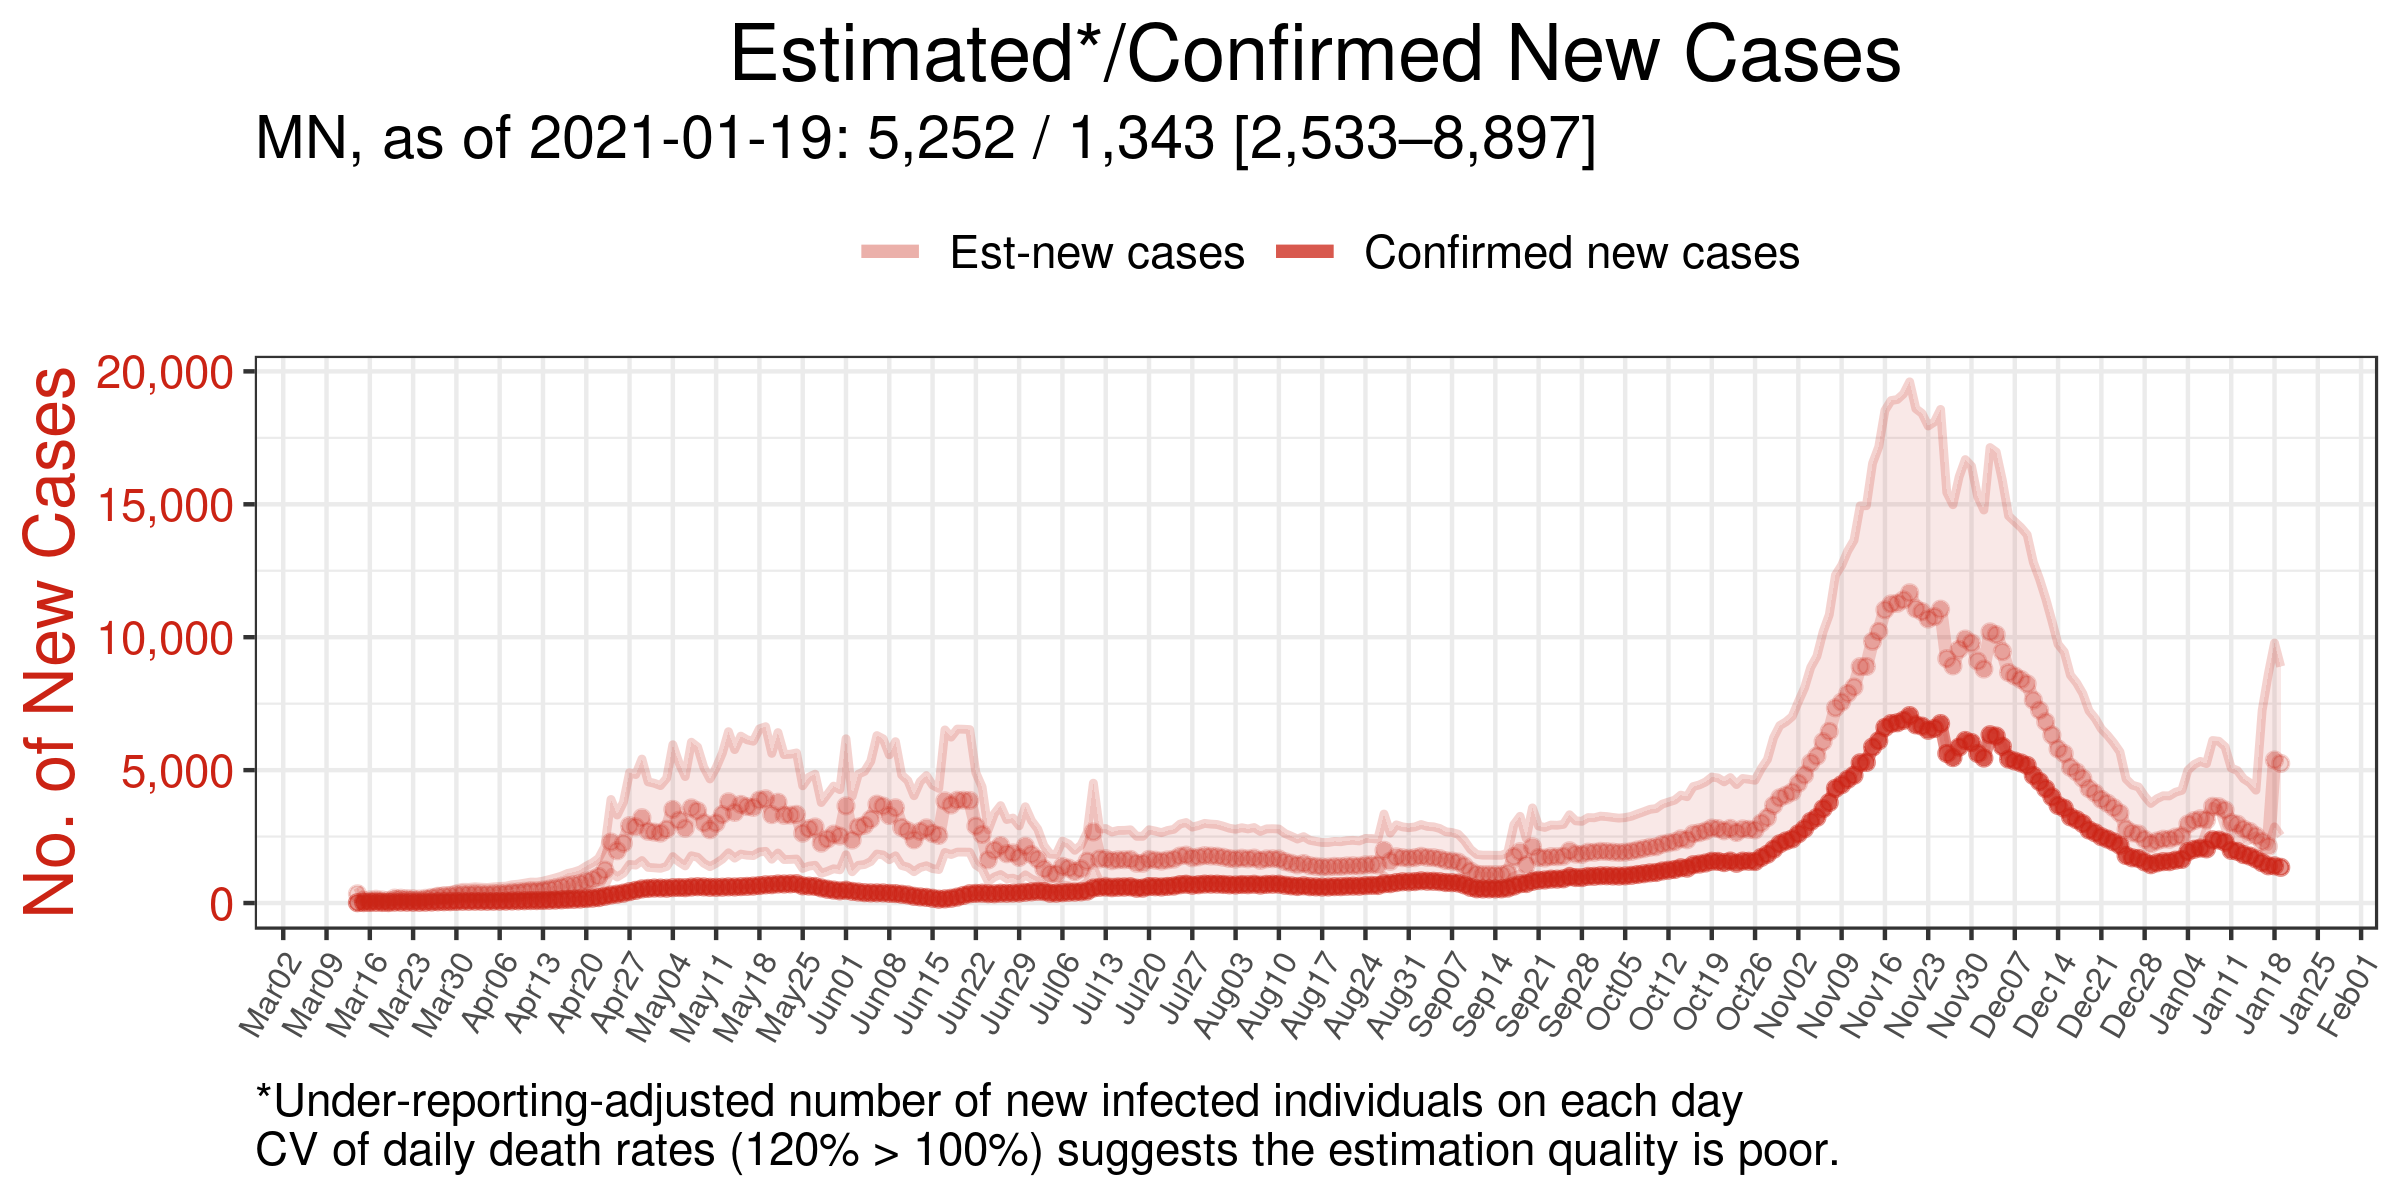 Estimated*/Confirmed New Cases
MN, as of 2021-01-19: 5,252 / 1,343 [2,533–8,897]
Est-new cases Confirmed new cases
No. of New Cases
20,000
15,000
10,000
5,000
0
Mar02 Mar09 Mar16 Mar23 Mar30 Apr06 Apr13 Apr20 Apr27 May04 May11 May18 May25 Jun01 Jun08 Jun15 Jun22 Jun29 Jul06 Jul13 Jul20 Jul27 Aug03 Aug10 Aug17 Aug24 Aug31 Sep07 Sep14 Sep21 Sep28 Oct05 Oct12 Oct19 Oct26 Nov02 Nov09 Nov16 Nov23 Nov30 Dec07 Dec14 Dec21 Dec28 Jan04 Jan11 Jan18 Jan25 Feb01
*Under-reporting-adjusted number of new infected individuals on each day
CV of daily death rates (120% > 100%) suggests the estimation quality is poor.